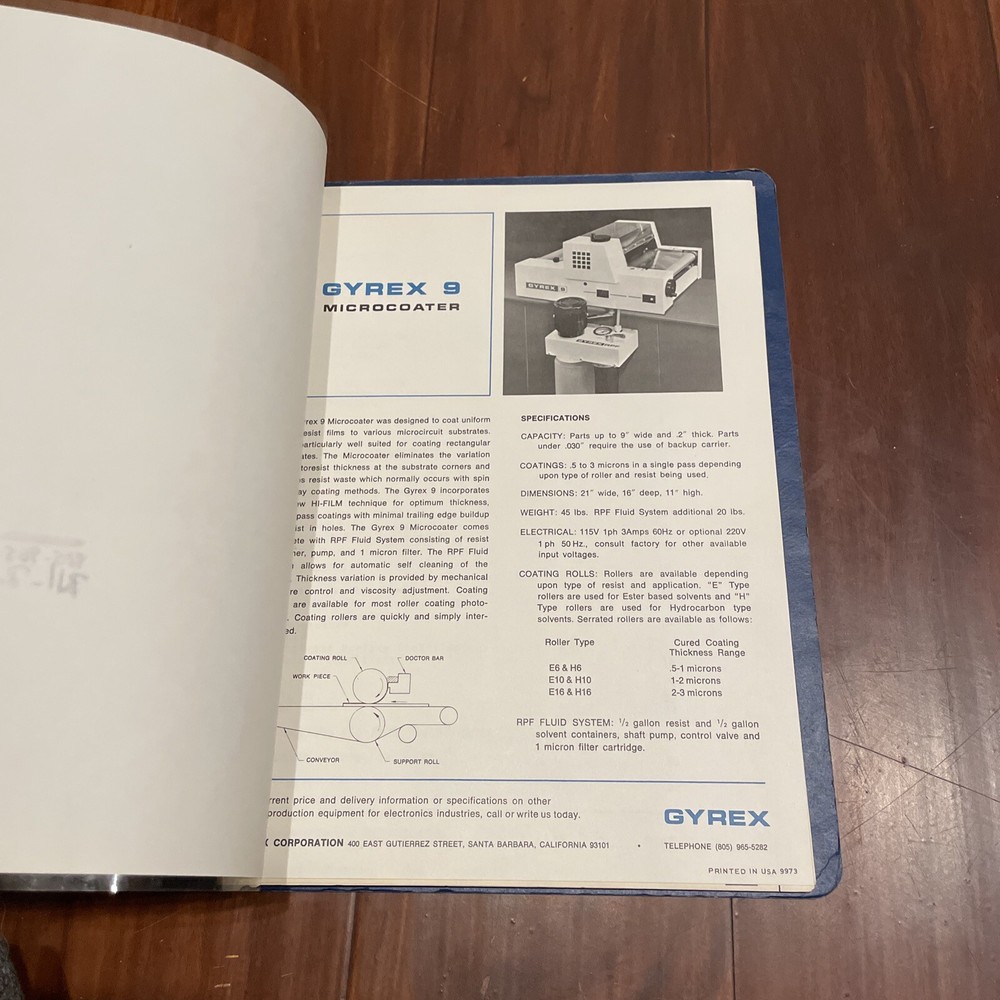 GYREX 9
MICROCOATER
GYREX 9
GYREX
rex 9 Microcoater was designed to coat uniform
esist films to various microcircuit substrates.
articularly well suited for coating rectangular
ates. The Microcoater eliminates the variation
toresist thickness at the substrate corners and
s resist waste which normally occurs with spin
ay coating methods. The Gyrex 9 incorporates
ew HI-FILM technique for optimum thickness,
pass coatings with minimal trailing edge buildup
ist in holes. The Gyrex 9 Microcoater comes
te with RPF Fluid System consisting of resist
ner, pump, and 1 micron filter. The RPF Fluid
allows for automatic self cleaning of the
. Thickness variation is provided by mechanical
re control and viscosity adjustment. Coating
are available for most roller coating photo-
. Coating rollers are quickly and simply inter-
ed.
COATING ROLL
DOCTOR BAR
WORK PIECE
CONVEYOR
SUPPORT ROLL
SPECIFICATIONS
CAPACITY: Parts up to 9" wide and .2" thick. Parts
under .030" require the use of backup carrier.
COATINGS: .5 to 3 microns in a single pass depending
upon type of roller and resist being used.
DIMENSIONS: 21" wide, 16" deep, 11" high.
WEIGHT: 45 lbs. RPF Fluid System additional 20 lbs.
ELECTRICAL: 115V 1ph 3Amps 60Hz or optional 220V
1 ph 50 Hz., consult factory for other available
input voltages.
COATING ROLLS: Rollers are available depending
upon type of resist and application. "E" Type
rollers are used for Ester based solvents and "H"
Type rollers are used for Hydrocarbon type
solvents. Serrated rollers are available as follows:
Roller Type Cured Coating
Thickness Range
E6 & H6 .5-1 microns
E10 & H10 1-2 microns
E16 & H16 2-3 microns
RPF FLUID SYSTEM: 1/2 gallon resist and 1/2 gallon
solvent containers, shaft pump, control valve and
1 micron filter cartridge.
rrent price and delivery information or specifications on other
production equipment for electronics industries, call or write us today.
GYREX
X CORPORATION 400 EAST GUTIERREZ STREET, SANTA BARBARA, CALIFORNIA 93101 • TELEPHONE (805) 965-5282
PRINTED IN USA 9973